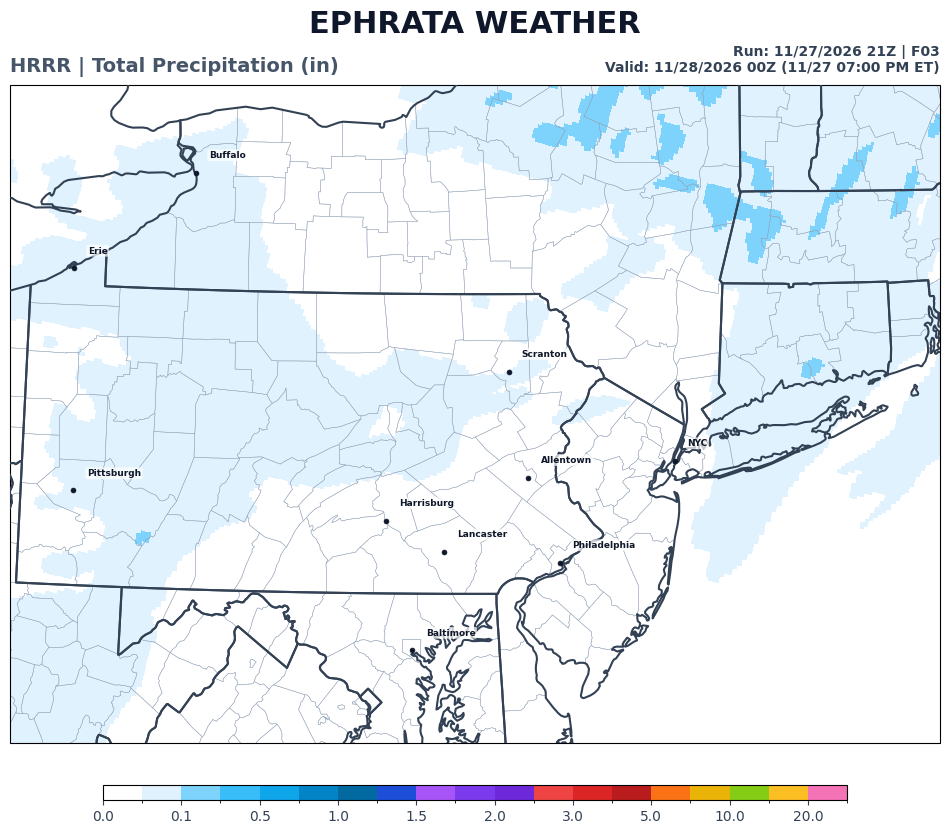 EPHRATA WEATHER
Run: 11/27/2026 21Z | F03
HRRR | Total Precipitation (in)
Valid: 11/28/2026 00Z (11/27 07:00 PM ET)
Buffalo
Erie
Scranton
NYC
Allentown
Pittsburgh
Harrisburg
Lancaster
Philadelphia
Baltimore
0.0 0.1 0.5 1.0 1.5 2.0 3.0 5.0 10.0 20.0